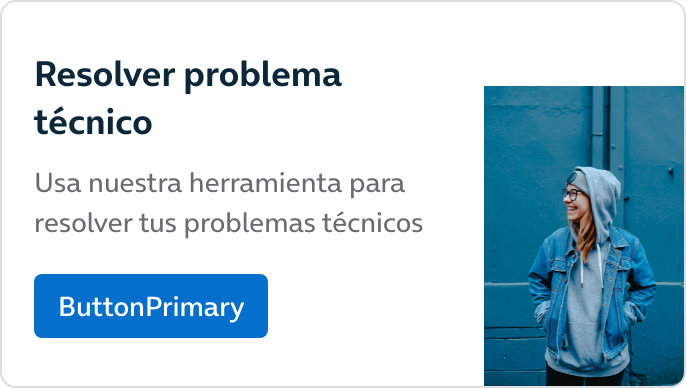 Resolver problema
técnico
Usa nuestra herramienta para
resolver tus problemas técnicos
ButtonPrimary